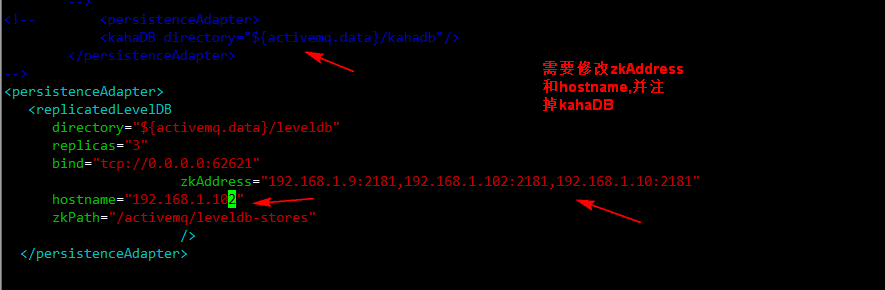 -->
<!--        <persistenceAdapter>
            <kahaDB directory="${activemq.data}/kahadb"/>
        </persistenceAdapter>
-->
需要修改zkAddress
和hostname,并注
掉kahaDB
<persistenceAdapter>
   <replicatedLevelDB
      directory="${activemq.data}/leveldb"
      replicas="3"
      bind="tcp://0.0.0.0:62621"
                      zkAddress="192.168.1.9:2181,192.168.1.102:2181,192.168.1.10:2181"
      hostname="192.168.1.102"
      zkPath="/activemq/leveldb-stores"
                      />
  </persistenceAdapter>